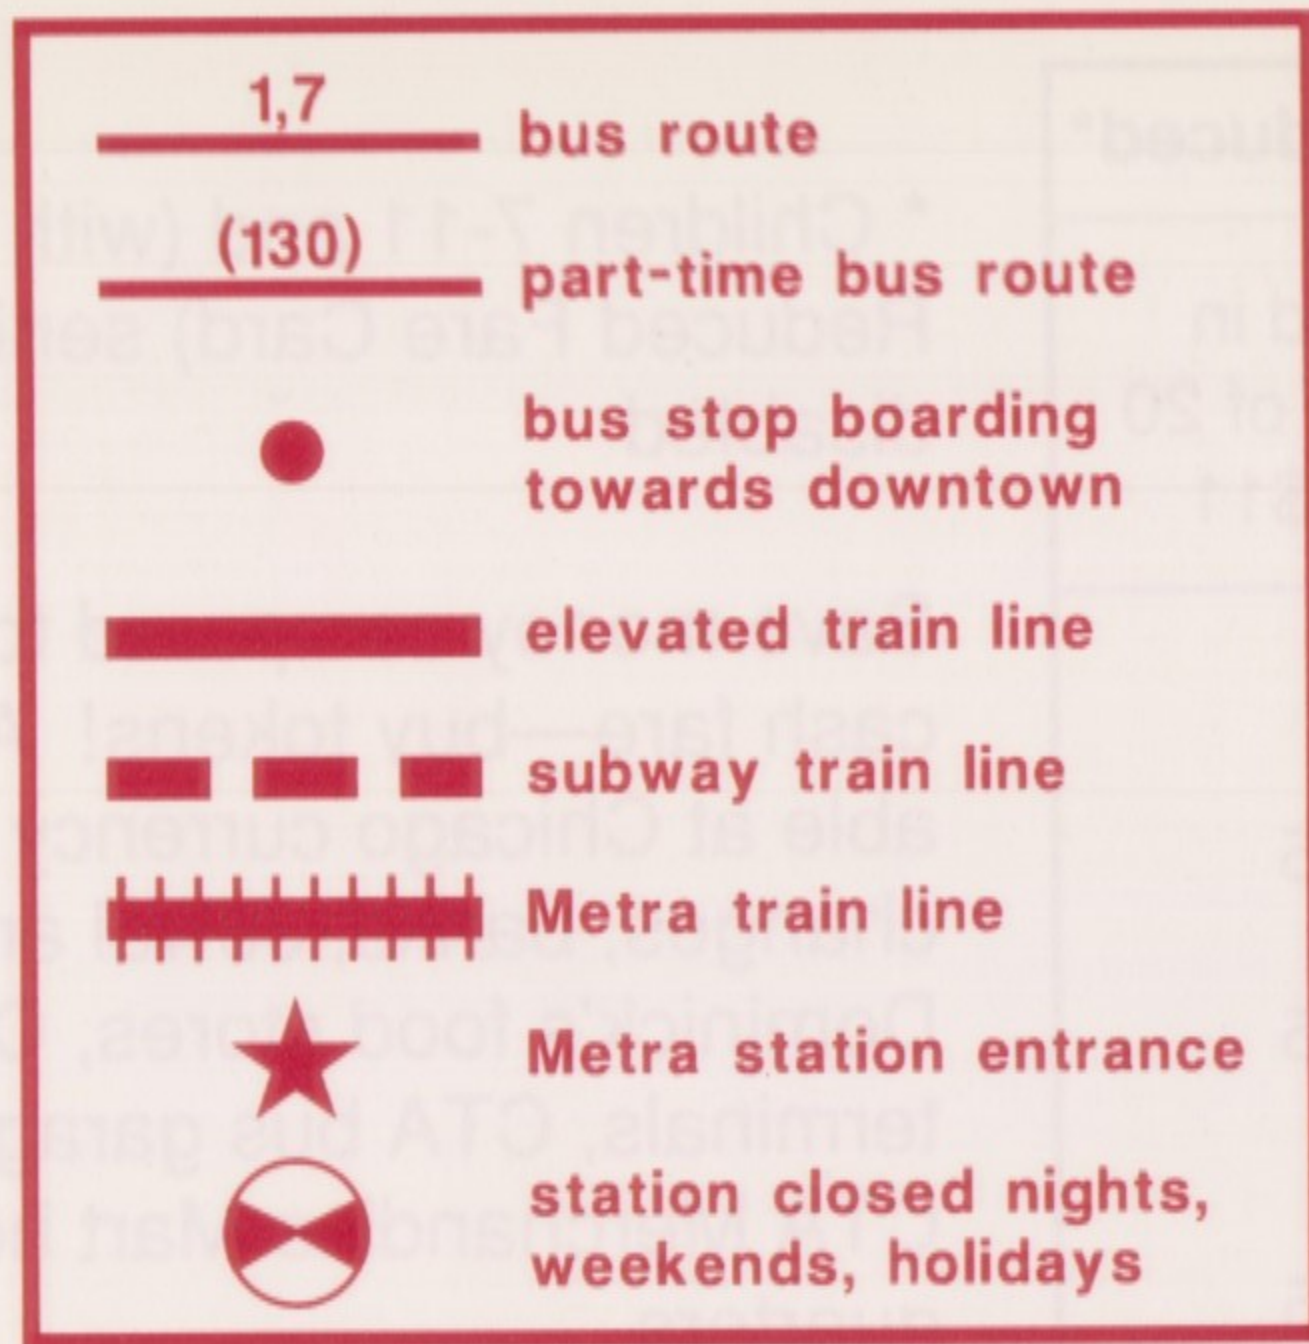 1,7
bus route
(130)
part-time bus route
bus stop boarding
towards downtown
elevated train line
subway train line
Metra train line
Metra station entrance
station closed nights,
weekends, holidays